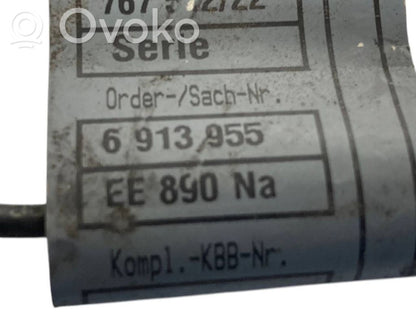 OVOKO
Serie
Order-/Sach-Nr.
6 913 955
EE 890 Na
Kompl.-KBB-Nr.